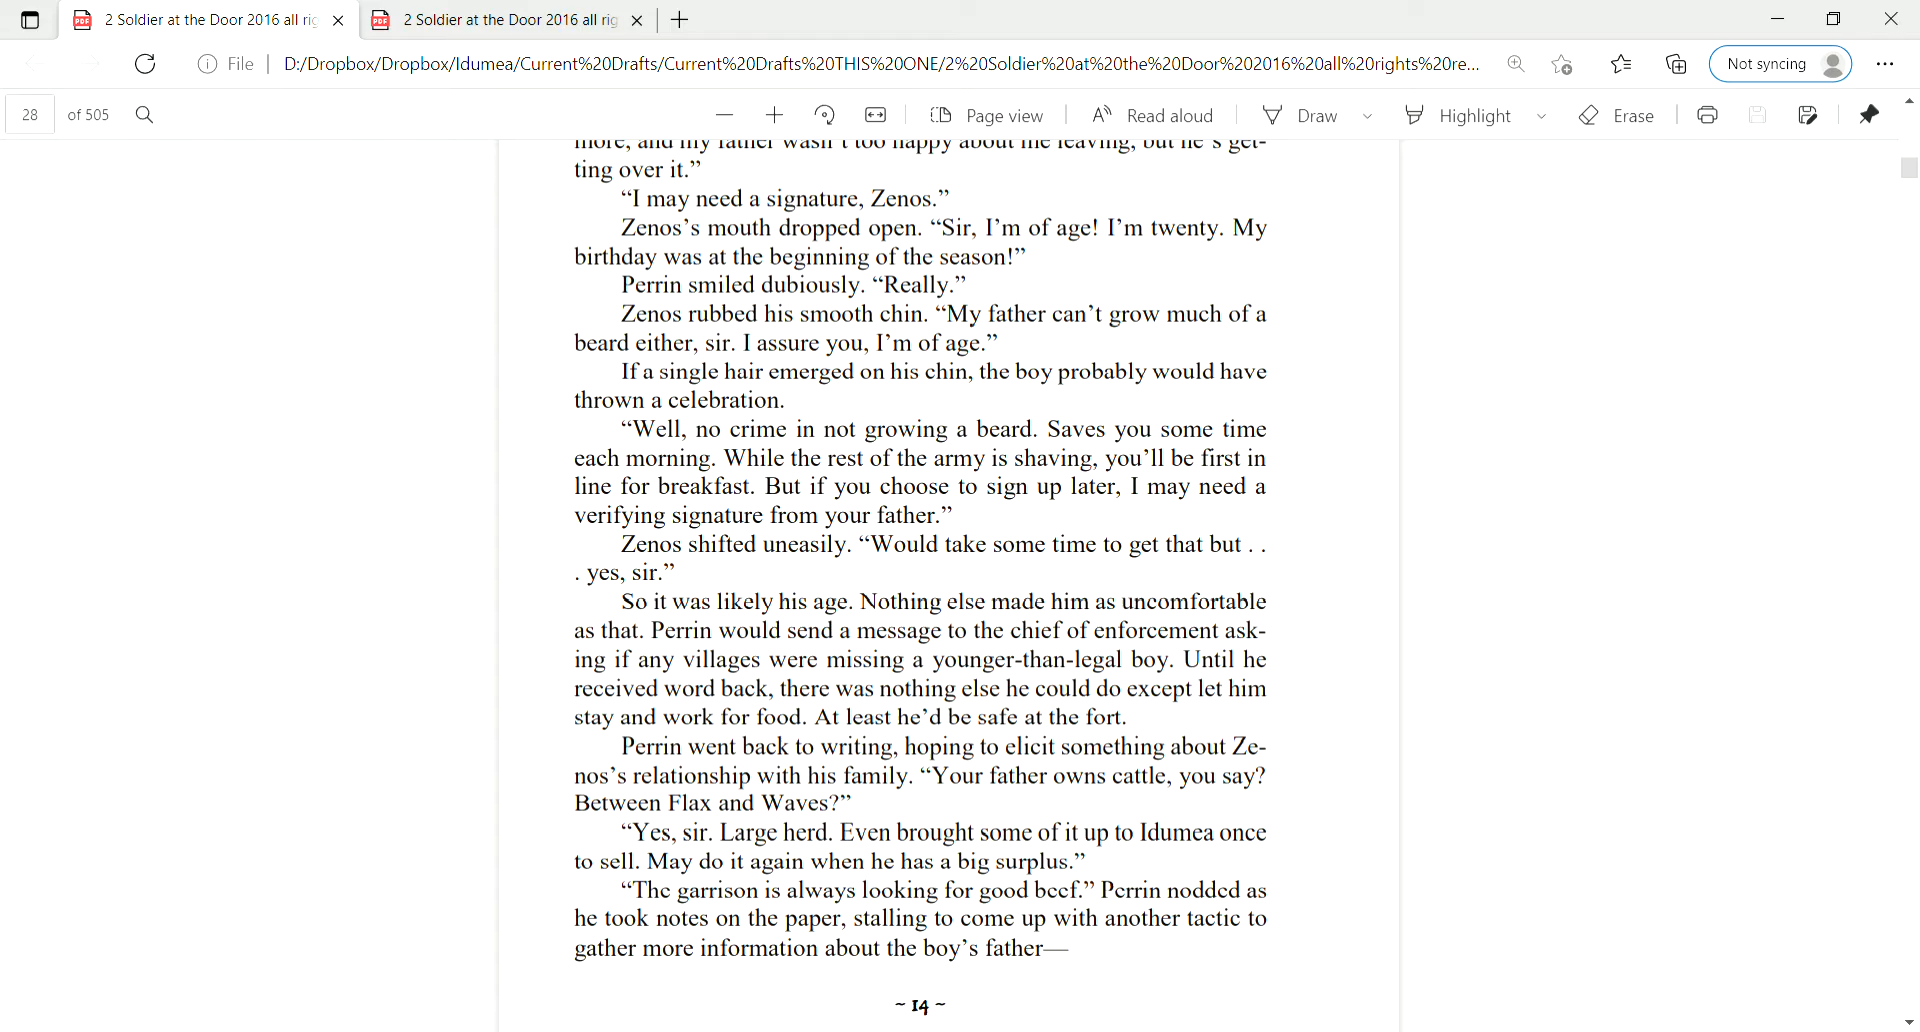 2 Soldier at the Door 2016 all rig
2 Soldier at the Door 2016 all rig
File
D:/Dropbox/Dropbox/Idumea/Current%20Drafts/Current%20Drafts%20THIS%20ONE/2%20Soldier%20at%20the%20Door%202016%20all%20rights%20re...
Not syncing
28 of 505
Page view
Read aloud
Draw
Highlight
Erase
more, and my father wasn't too happy about me leaving, but he's get-
ting over it.”
“I may need a signature, Zenos.”
Zenos’s mouth dropped open. “Sir, I’m of age! I’m twenty. My
birthday was at the beginning of the season!”
Perrin smiled dubiously. “Really.”
Zenos rubbed his smooth chin. “My father can’t grow much of a
beard either, sir. I assure you, I’m of age.”
If a single hair emerged on his chin, the boy probably would have
thrown a celebration.
“Well, no crime in not growing a beard. Saves you some time
each morning. While the rest of the army is shaving, you’ll be first in
line for breakfast. But if you choose to sign up later, I may need a
verifying signature from your father.”
Zenos shifted uneasily. “Would take some time to get that but . .
. yes, sir.”
So it was likely his age. Nothing else made him as uncomfortable
as that. Perrin would send a message to the chief of enforcement ask-
ing if any villages were missing a younger-than-legal boy. Until he
received word back, there was nothing else he could do except let him
stay and work for food. At least he’d be safe at the fort.
Perrin went back to writing, hoping to elicit something about Ze-
nos’s relationship with his family. “Your father owns cattle, you say?
Between Flax and Waves?”
“Yes, sir. Large herd. Even brought some of it up to Idumea once
to sell. May do it again when he has a big surplus.”
“The garrison is always looking for good beef.” Perrin nodded as
he took notes on the paper, stalling to come up with another tactic to
gather more information about the boy’s father—
~ 14 ~